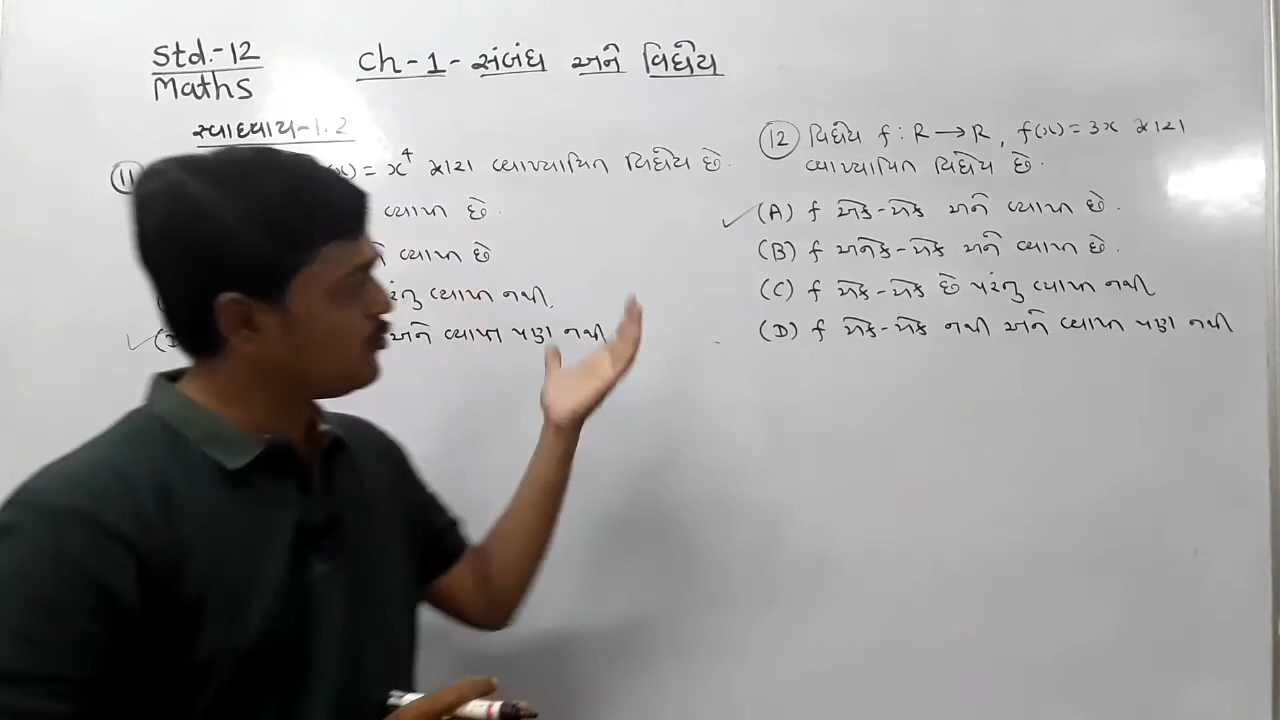 Std.-12
Maths
Ch-1- સંબંધ અને વિધેય
સ્વાધ્યાય-1.2
11
= x⁴ દ્વારા વ્યાખ્યાયિત વિધેય છે.
વ્યાપ્ત છે.
વ્યાપ્ત છે
વ્યાપ્ત નથી.
અને વ્યાપ્ત પણ નથી
12 વિધેય f : R → R, f(x) = 3x દ્વારા
વ્યાખ્યાયિત વિધેય છે.
(A) f એક-એક અને વ્યાપ્ત છે.
(B) f અનેક-એક અને વ્યાપ્ત છે.
(C) f એક-એક છે પરંતુ વ્યાપ્ત નથી
(D) f એક-એક નથી અને વ્યાપ્ત પણ નથી